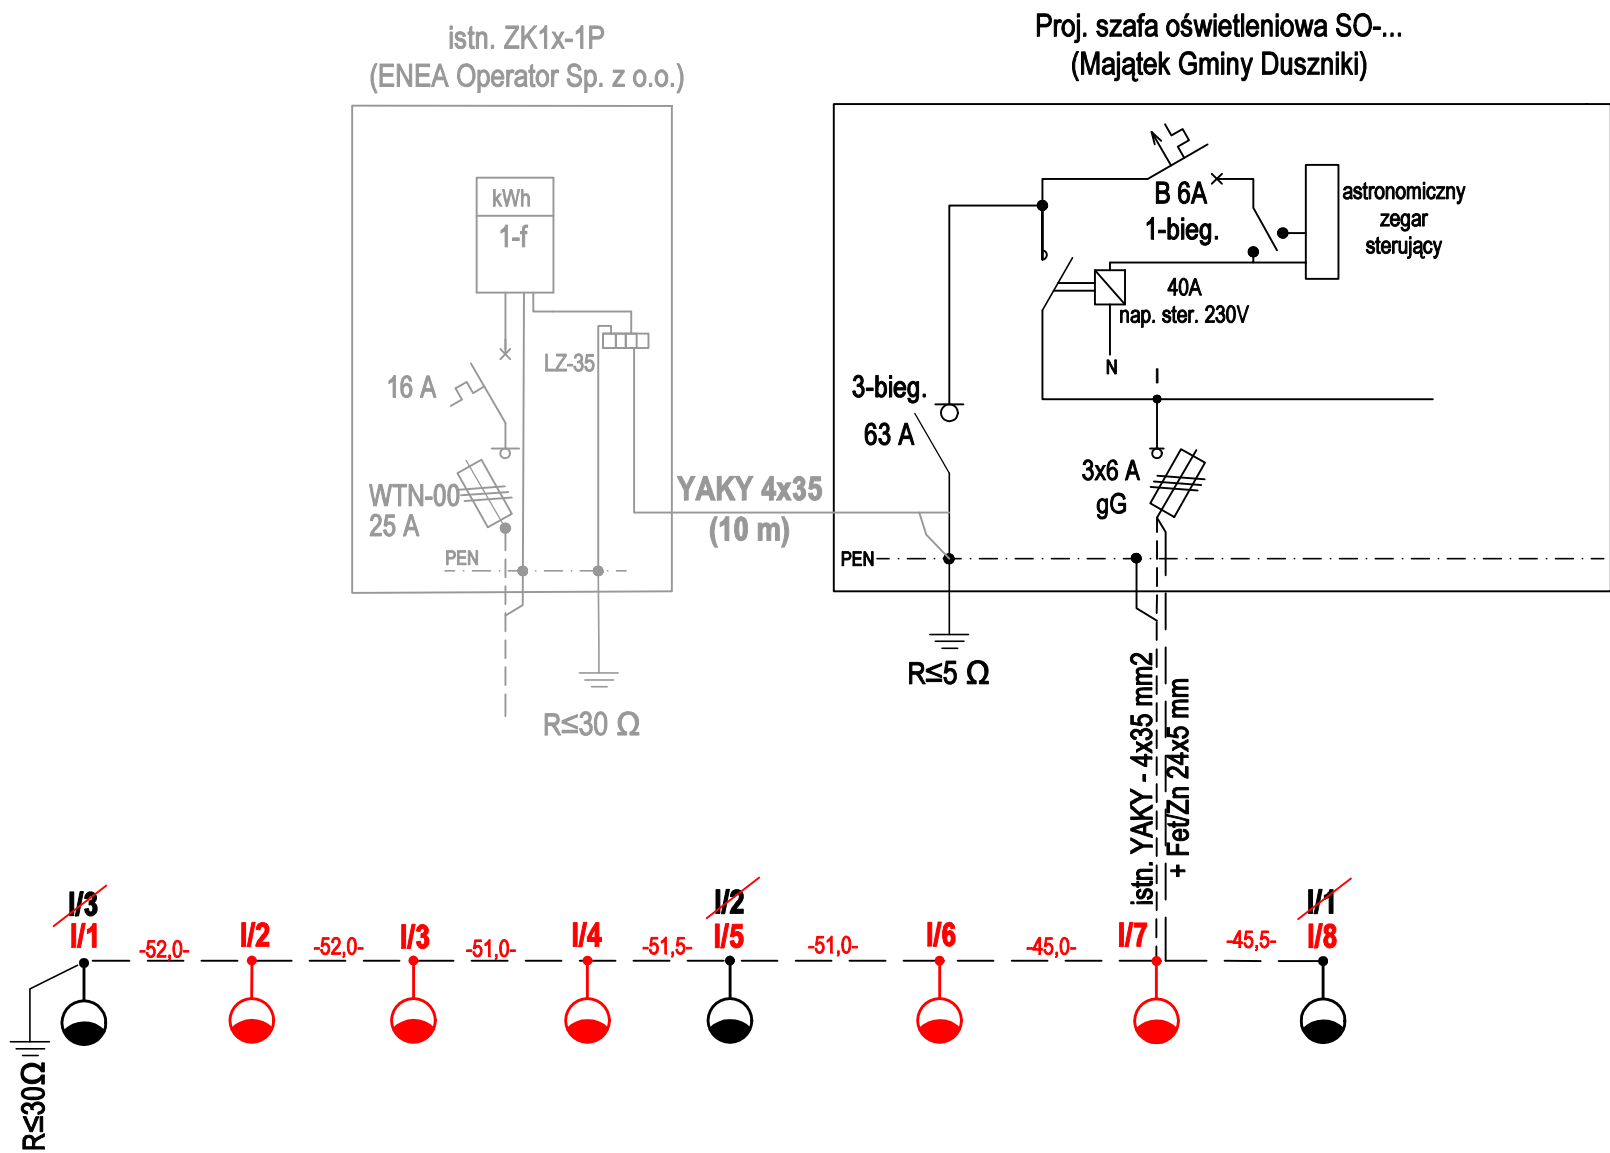 istn. ZK1x-1P
(ENEA Operator Sp. z o.o.)
Proj. szafa oświetleniowa SO-...
(Majątek Gminy Duszniki)
kWh
1-f
LZ-35
16 A
WTN-00
25 A
PEN
R≤30 Ω
YAKY 4x35
(10 m)
B 6A
1-bieg.
astronomiczny
zegar
sterujący
40A
nap. ster. 230V
N
3-bieg.
63 A
3x6 A
gG
PEN
R≤5 Ω
istn. YAKY - 4x35 mm2
+ Fet/Zn 24x5 mm
I/3
I/1
-52,0-
I/2
-52,0-
I/3
-51,0-
I/4
-51,5-
I/2
I/5
-51,0-
I/6
-45,0-
I/7
-45,5-
I/1
I/8
R≤30Ω